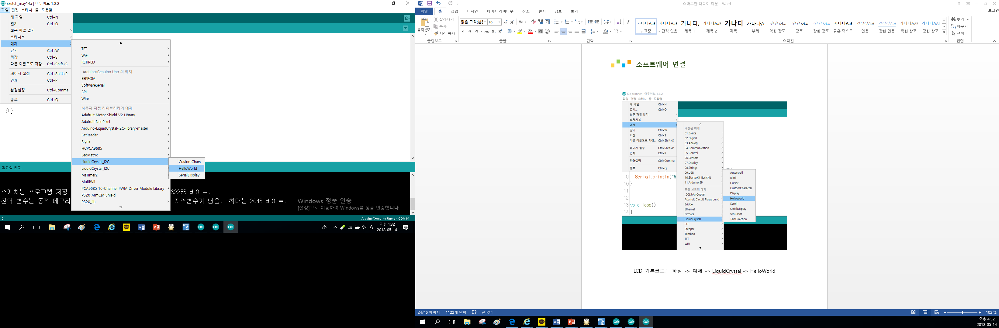 sketch_may14a | 아두이노 1.8.2
파일 편집 스케치 툴 도움말
새 파일 Ctrl+N
열기... Ctrl+O
최근 파일 열기
스케치북
예제
닫기 Ctrl+W
저장 Ctrl+S
다른 이름으로 저장... Ctrl+Shift+S
페이지 설정 Ctrl+Shift+P
인쇄 Ctrl+P
환경설정 Ctrl+Comma
종료 Ctrl+Q
9 }
TFT
WiFi
RETIRED
Arduino/Genuino Uno 의 예제
EEPROM
SoftwareSerial
SPI
Wire
사용자 지정 라이브러리의 예제
Adafruit Motor Shield V2 Library
Adafruit NeoPixel
Arduino-LiquidCrystal-I2C-library-master
BatReader
Blynk
HCPCA9685
LedMatrix
LiquidCrystal_I2C
LiquidCrystal_I2C
MsTimer2
MultiWii
PCA9685 16-Channel PWM Driver Module Library
PS2X_ArmCar_Shield
PS2X_lib
CustomChars
HelloWorld
SerialDisplay
컴파일 완료.
스케치는 프로그램 저장 32256 바이트.
전역 변수는 동적 메모리 지역변수가 남음. 최대는 2048 바이트.
Windows 정품 인증
[설정]으로 이동하여 Windows를 정품 인증합니다.
9 Arduino/Genuino Uno on COM14
TALK
A
오후 4:32
2018-05-14
스마트한 다육이 화분 - Word
파일 홈 삽입 디자인 페이지 레이아웃 참조 편지 검토 보기
로그인
붙여넣기
잘라내기
복사
서식 복사
클립보드
맑은 고딕(본문 16
글꼴
단락
가나다AaB 가나다AaB 가나다, 가나다AaB 가나디 가나다A 가나다Aa 가나다Aa 가나다Aa 가나다AaB 가나다Aa 가나다Aa 가나다AaB 가나다AaB
표준 간격 없음 제목 1 제목 2 제목 부제 약한 강조 강조 강한 강조 굵은 텍스트 인용 강한 인용 약한 참조 강한 참조
스타일
찾기
바꾸기
선택
편집
소프트웨어 연결
i2c_scanner | 아두이노 1.8.2
파일 편집 스케치 툴 도움말
새 파일 Ctrl+N
열기... Ctrl+O
최근 파일 열기
스케치북
예제
닫기 Ctrl+W
저장 Ctrl+S
다른 이름으로 저장... Ctrl+Shift+S
페이지 설정 Ctrl+Shift+P
인쇄 Ctrl+P
환경설정 Ctrl+Comma
종료 Ctrl+Q
내장된 예제
01.Basics
02.Digital
03.Analog
04.Communication
05.Control
06.Sensors
07.Display
08.Strings
09.USB
10.StarterKit_BasicKit
11.ArduinoISP
모든 보드의 예제
_00LibAirCopter
Adafruit Circuit Playground
Bridge
Ethernet
Firmata
LiquidCrystal
SD
Stepper
Temboo
TFT
WiFi
Autoscroll
Blink
Cursor
CustomCharacter
Display
HelloWorld
Scroll
SerialDisplay
setCursor
TextDirection
9 Serial.println("₩
10 }
11
12
13 void loop()
14 {
LCD 기본코드는 파일 -> 예제 -> LiquidCrystal -> HelloWorld
24/46 페이지 1122개 단어 한국어
102 %
TALK
오후 4:32
2018-05-14